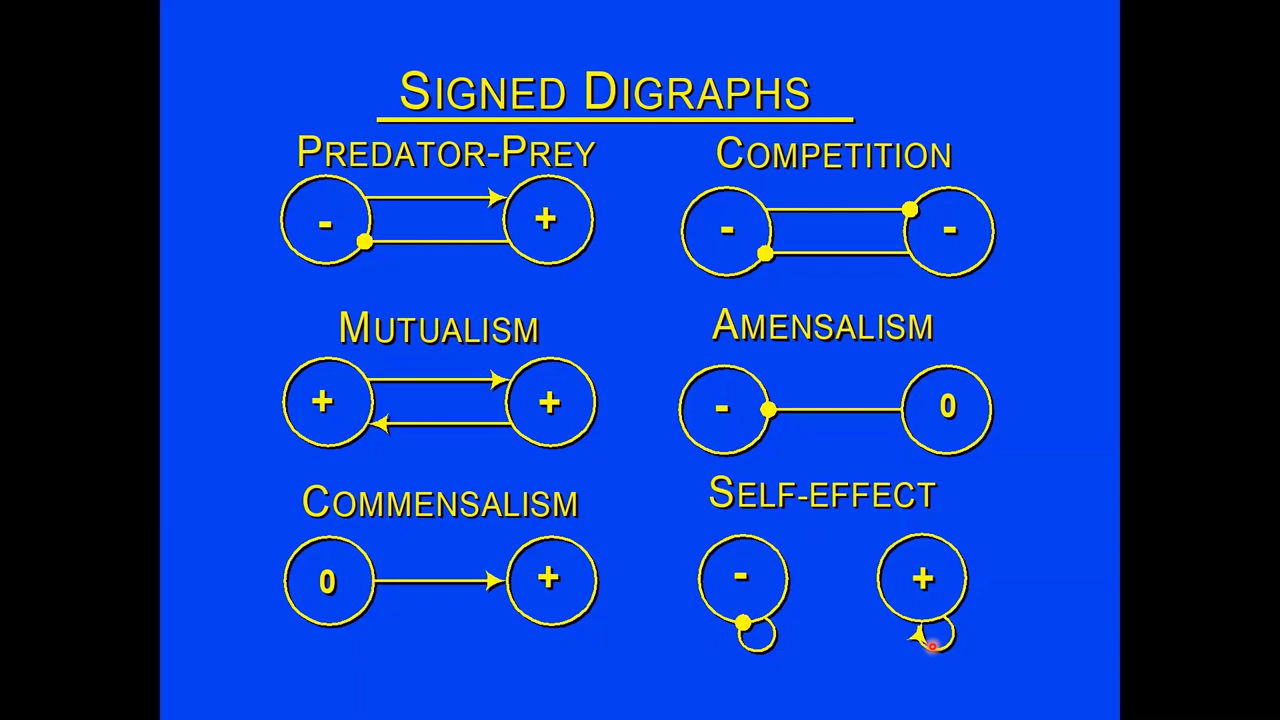 SIGNED DIGRAPHS
PREDATOR-PREY
- +
COMPETITION
- -
MUTUALISM
+ +
AMENSALISM
- 0
COMMENSALISM
0 +
SELF-EFFECT
- +